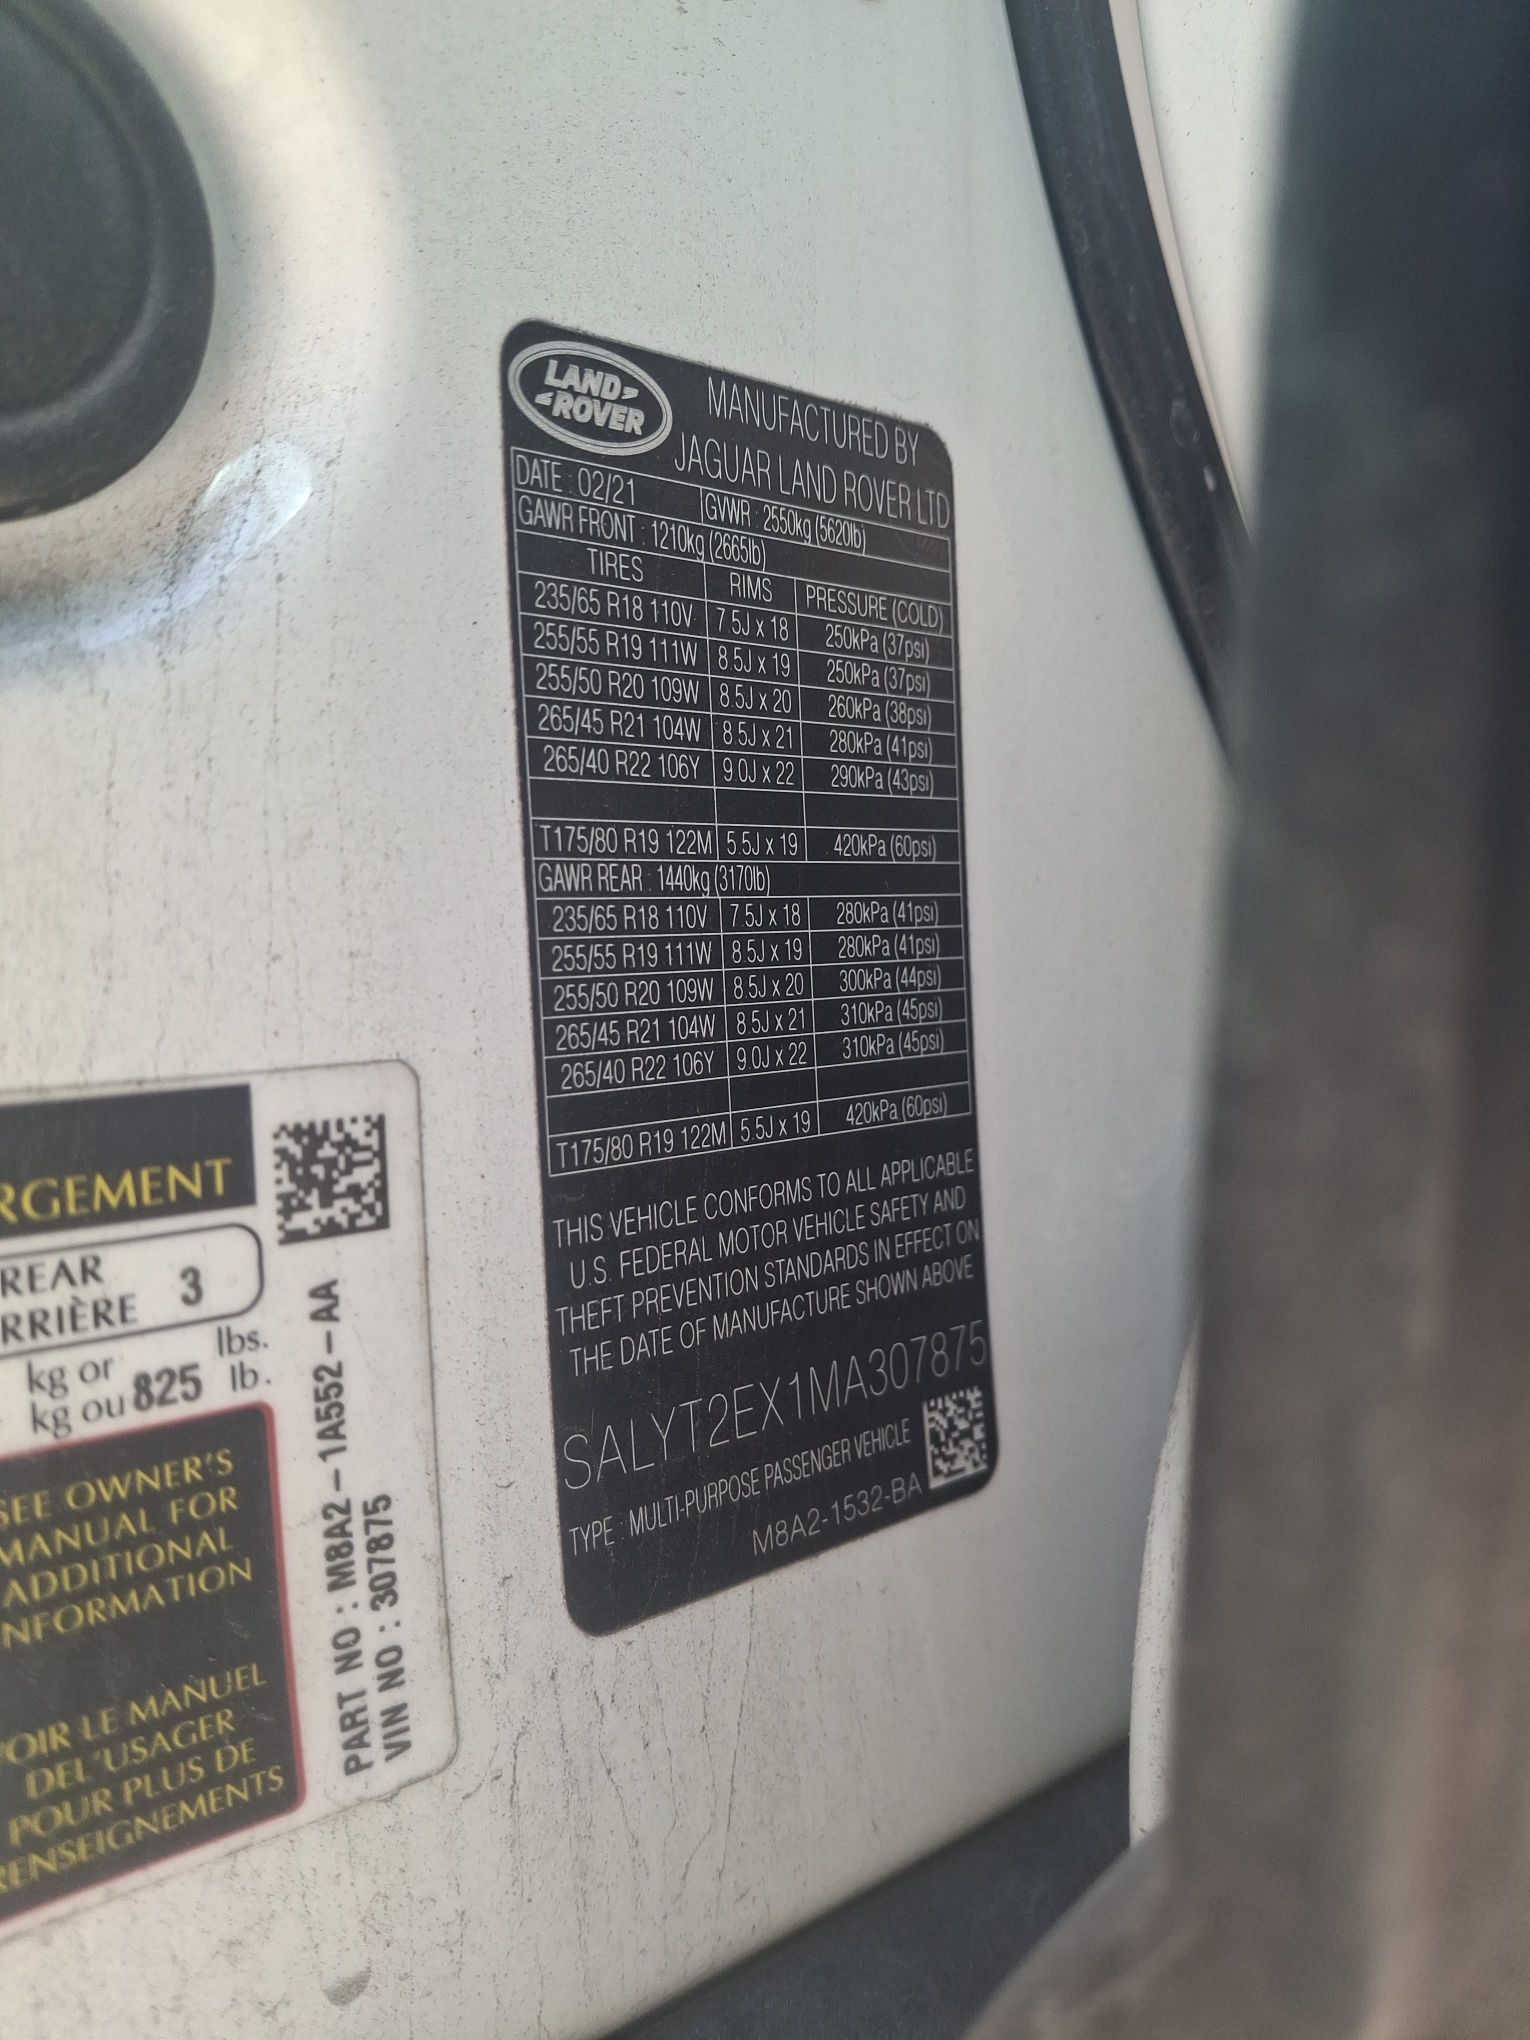 LAND
ROVER
MANUFACTURED BY
JAGUAR LAND ROVER LTD
DATE : 02/21 GVWR : 2550kg (5620lb)
GAWR FRONT : 1210kg (2665lb)
TIRES RIMS PRESSURE (COLD)
235/65 R18 110V 7.5J x 18 250kPa (37psi)
255/55 R19 111W 8.5J x 19 250kPa (37psi)
255/50 R20 109W 8.5J x 20 260kPa (38psi)
265/45 R21 104W 8.5J x 21 280kPa (41psi)
265/40 R22 106Y 9.0J x 22 290kPa (43psi)
T175/80 R19 122M 5.5J x 19 420kPa (60psi)
GAWR REAR : 1440kg (3170lb)
235/65 R18 110V 7.5J x 18 280kPa (41psi)
255/55 R19 111W 8.5J x 19 280kPa (41psi)
255/50 R20 109W 8.5J x 20 300kPa (44psi)
265/45 R21 104W 8.5J x 21 310kPa (45psi)
265/40 R22 106Y 9.0J x 22 310kPa (45psi)
T175/80 R19 122M 5.5J x 19 420kPa (60psi)
THIS VEHICLE CONFORMS TO ALL APPLICABLE
U.S. FEDERAL MOTOR VEHICLE SAFETY AND
THEFT PREVENTION STANDARDS IN EFFECT ON
THE DATE OF MANUFACTURE SHOWN ABOVE
SALYT2EX1MA307875
TYPE : MULTI-PURPOSE PASSENGER VEHICLE
M8A2-1532-BA
RGEMENT
REAR 3
RRIÈRE
kg or lbs.
kg ou 825 lb.
SEE OWNER'S
MANUAL FOR
ADDITIONAL
NFORMATION
OIR LE MANUEL
DEL'USAGER
POUR PLUS DE
RENSEIGNEMENTS
PART NO : M8A2-1A552-AA
VIN NO : 307875